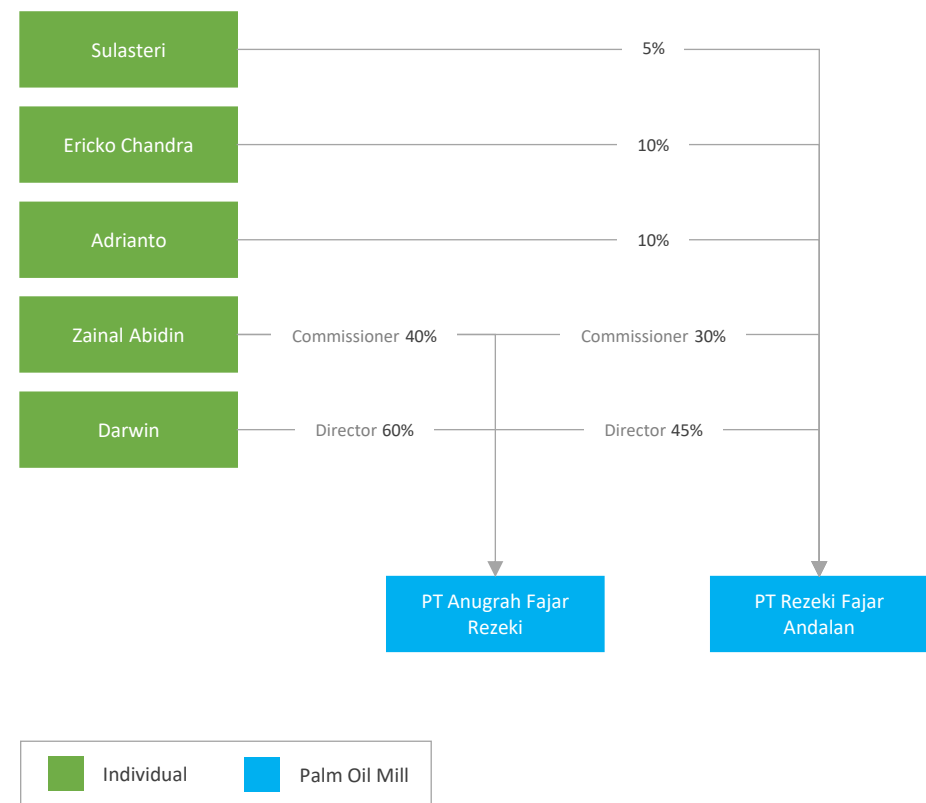 Sulasteri
5%
Ericko Chandra
10%
Adrianto
10%
Zainal Abidin
Commissioner 40%
Commissioner 30%
Darwin
Director 60%
Director 45%
PT Anugrah Fajar
Rezeki
PT Rezeki Fajar
Andalan
Individual
Palm Oil Mill